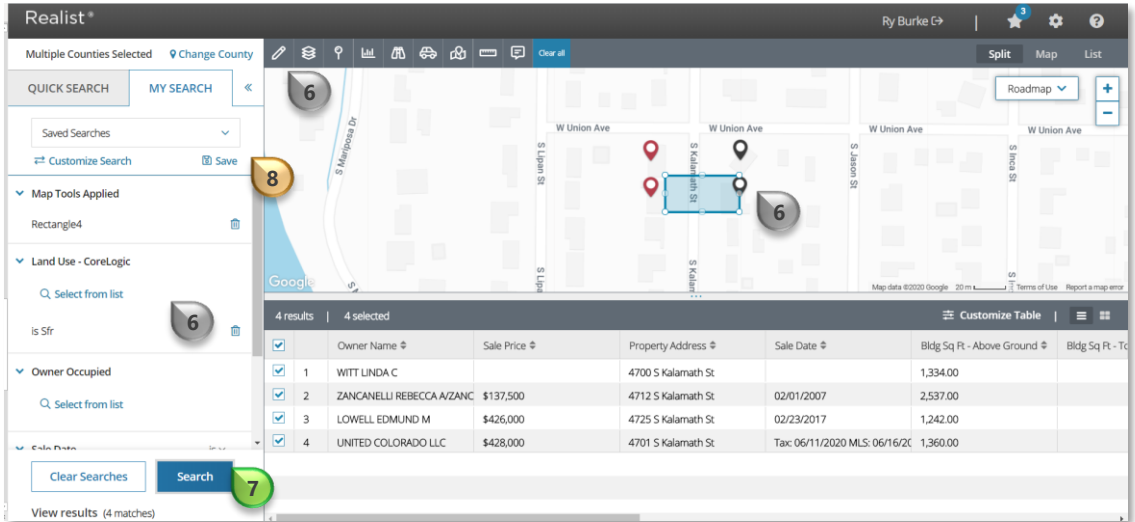 Realist®
Ry Burke
3
Multiple Counties Selected
Change County
Clear all
Split
Map
List
QUICK SEARCH
MY SEARCH
«
6
Roadmap
+
−
Saved Searches
Customize Search
Save
8
Map Tools Applied
Rectangle4
Land Use - CoreLogic
Select from list
6
is Sfr
Owner Occupied
Select from list
Sale Date
Clear Searches
Search
7
View results (4 matches)
W Union Ave
W Union Ave
W Union Ave
W Union Ave
S Mariposa Dr
S Lipan St
S Kalamath St
S Jason St
S Inca St
6
S Lipa
S Kalam
Google
Map data ©2020 Google
20 m
Terms of Use
Report a map error
4 results | 4 selected
Customize Table |
Owner Name Sale Price Property Address Sale Date Bldg Sq Ft - Above Ground Bldg Sq Ft - To
1 WITT LINDA C 4700 S Kalamath St 1,334.00
2 ZANCANELLI REBECCA A/ZANC $137,500 4712 S Kalamath St 02/01/2007 2,537.00
3 LOWELL EDMUND M $426,000 4725 S Kalamath St 02/23/2017 1,242.00
4 UNITED COLORADO LLC $428,000 4701 S Kalamath St Tax: 06/11/2020 MLS: 06/16/20 1,360.00